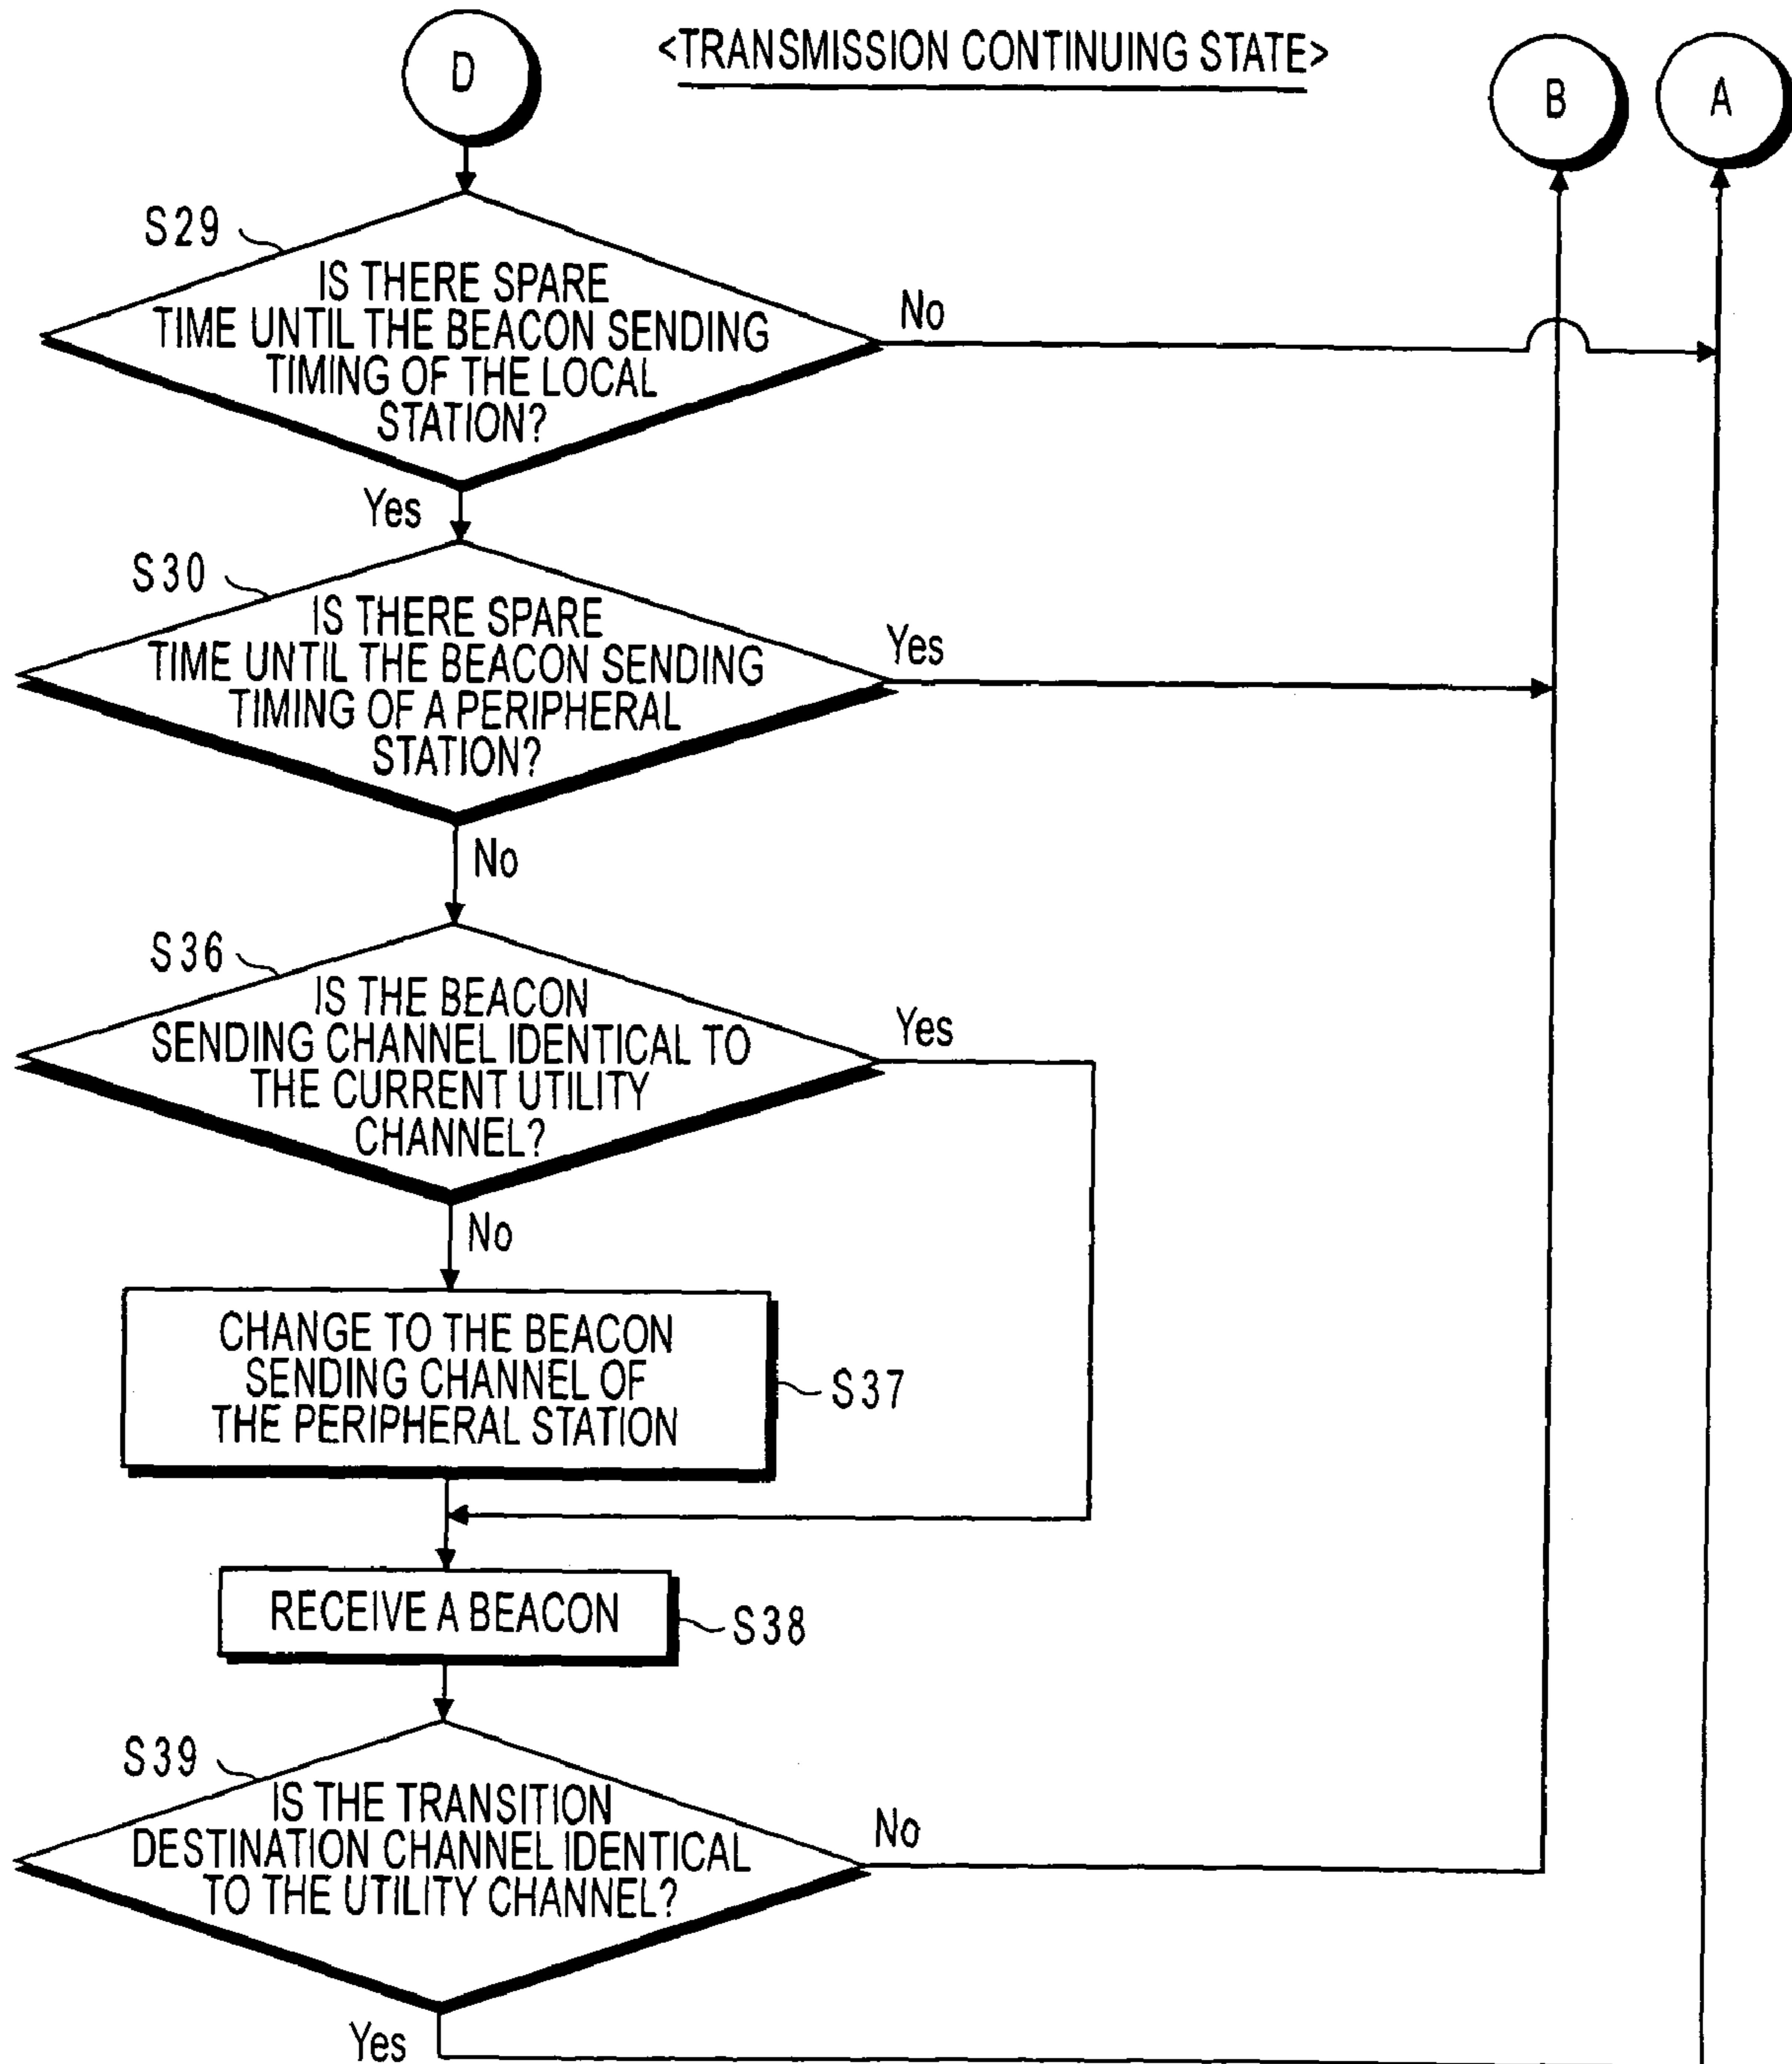 D
<TRANSMISSION CONTINUING STATE>
B
A
S29
IS THERE SPARE
TIME UNTIL THE BEACON SENDING
TIMING OF THE LOCAL
STATION?
No
Yes
S30
IS THERE SPARE
TIME UNTIL THE BEACON SENDING
TIMING OF A PERIPHERAL
STATION?
Yes
No
S36
IS THE BEACON
SENDING CHANNEL IDENTICAL TO
THE CURRENT UTILITY
CHANNEL?
Yes
No
CHANGE TO THE BEACON
SENDING CHANNEL OF
THE PERIPHERAL STATION
S37
RECEIVE A BEACON
S38
S39
IS THE TRANSITION
DESTINATION CHANNEL IDENTICAL
TO THE UTILITY CHANNEL?
No
Yes